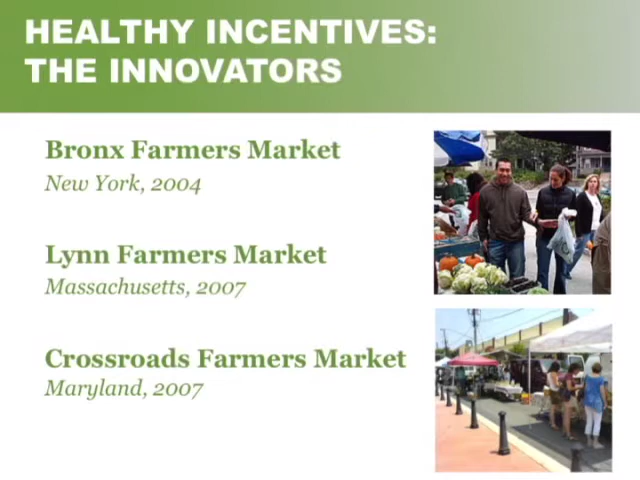 HEALTHY INCENTIVES:
THE INNOVATORS
Bronx Farmers Market
New York, 2004
Lynn Farmers Market
Massachusetts, 2007
Crossroads Farmers Market
Maryland, 2007